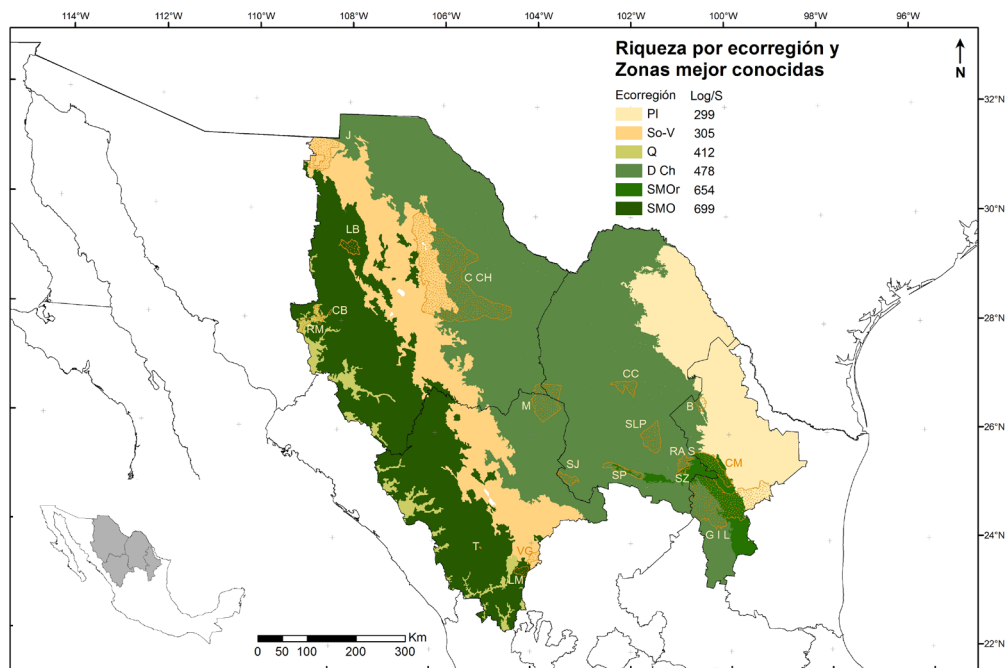 114°W 112°W 110°W 108°W 106°W 104°W 102°W 100°W 98°W 96°W
Riqueza por ecorregión y
Zonas mejor conocidas
N
Ecorregión Log/S
Pl 299
So-V 305
Q 412
D Ch 478
SMOr 654
SMO 699
32°N
30°N
28°N
26°N
24°N
22°N
J
LB
C CH
CB
RM
CC
M
B
SLP
RA S
CM
SJ
SP
SZ
G I L
T
VG
LM
Km
0 50 100 200 300